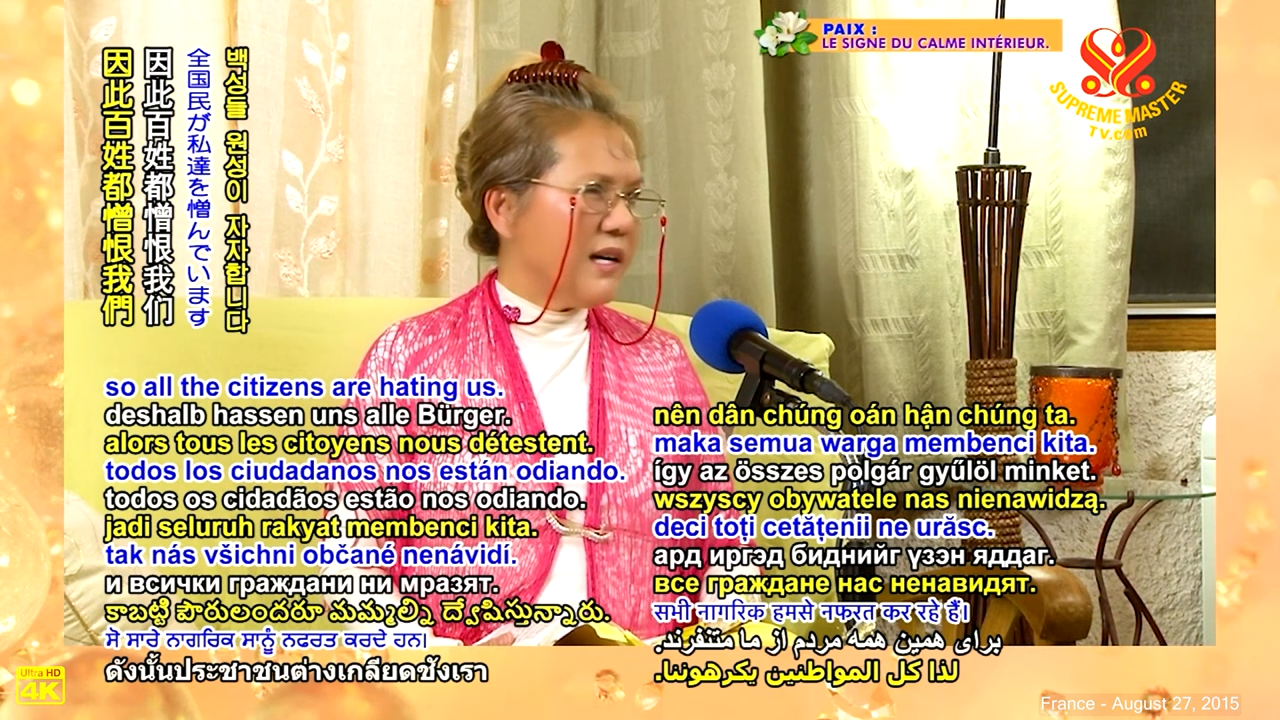 PAIX :
LE SIGNE DU CALME INTÉRIEUR.
SUPREME MASTER
TV.com
백성들 원성이 자자합니다
全国民が私達を憎んでいます
因此百姓都憎恨我们
因此百姓都憎恨我們
so all the citizens are hating us.
deshalb hassen uns alle Bürger.
alors tous les citoyens nous détestent.
todos los ciudadanos nos están odiando.
todos os cidadãos estão nos odiando.
jadi seluruh rakyat membenci kita.
tak nás všichni občané nenávidí.
и всички граждани ни мразят.
కాబట్టి పౌరులందరూ మమ్మల్ని ద్వేషిస్తున్నారు.
ਸੋ ਸਾਰੇ ਨਾਗਰਿਕ ਸਾਨੂੰ ਨਫਰਤ ਕਰਦੇ ਹਨ।
ดังนั้นประชาชนต่างเกลียดชังเรา
nên dân chúng oán hận chúng ta.
maka semua warga membenci kita.
így az összes polgár gyűlöl minket.
wszyscy obywatele nas nienawidzą.
deci toți cetățenii ne urăsc.
ард иргэд биднийг үзэн яддаг.
все граждане нас ненавидят.
सभी नागरिक हमसे नफरत कर रहे हैं।
برای همین همه مردم از ما متنفرند.
لذا كل المواطنين يكرهوننا.
Ultra HD
4K
France - August 27, 2015